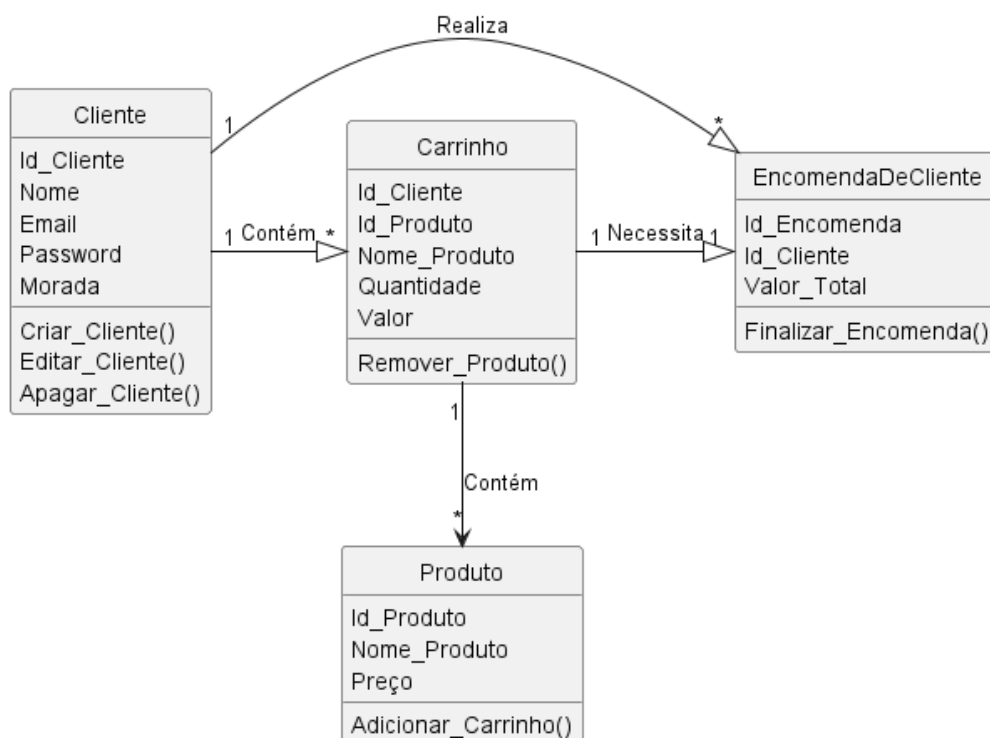 Realiza
1
*
Cliente
Id_Cliente
Nome
Email
Password
Morada
Criar_Cliente()
Editar_Cliente()
Apagar_Cliente()
1 Contém *
Carrinho
Id_Cliente
Id_Produto
Nome_Produto
Quantidade
Valor
Remover_Produto()
1 Necessita 1
EncomendaDeCliente
Id_Encomenda
Id_Cliente
Valor_Total
Finalizar_Encomenda()
1
Contém
*
Produto
Id_Produto
Nome_Produto
Preço
Adicionar_Carrinho()